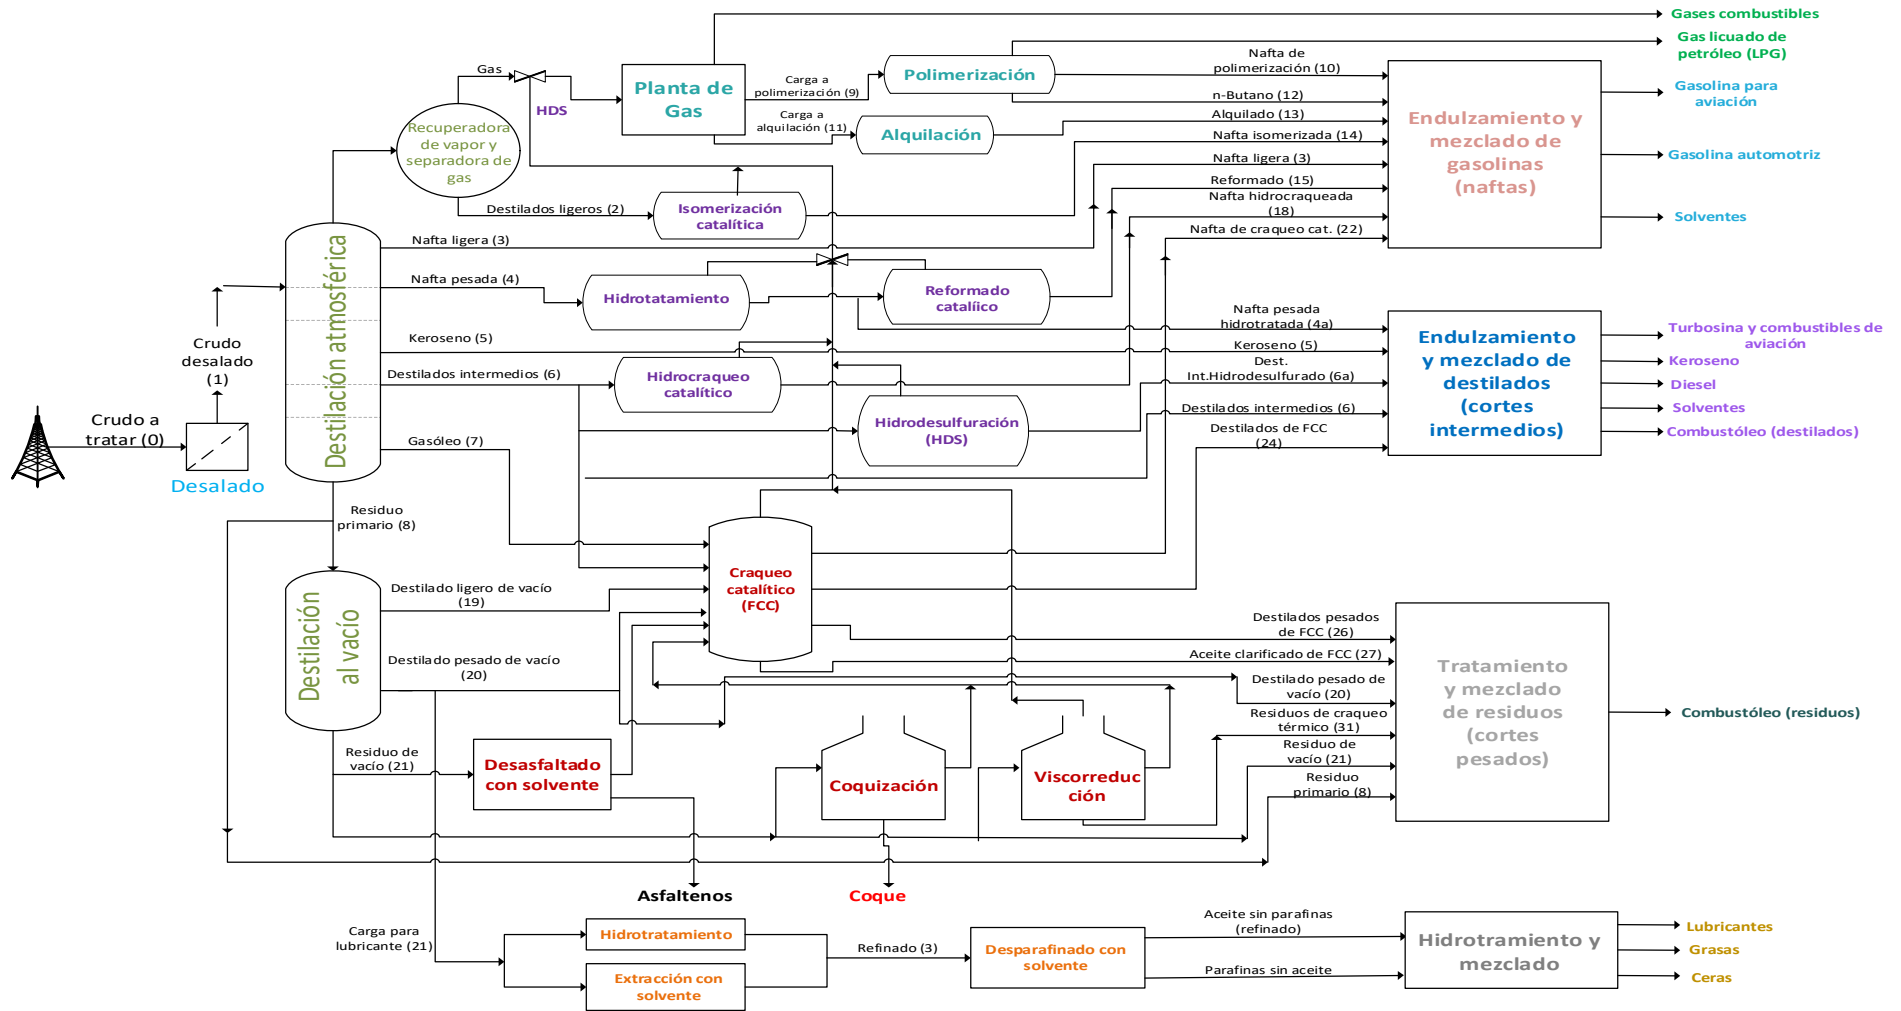 Gases combustibles
Gas licuado de
petróleo (LPG)
Nafta de
polimerización (10)
Gas
HDS
Planta de
Gas
Carga a
polimerización (9)
Carga a
alquilación (11)
Polimerización
Alquilación
n-Butano (12)
Alquilado (13)
Nafta isomerizada (14)
Nafta ligera (3)
Reformado (15)
Nafta hidrocraqueada
(18)
Nafta de craqueo cat. (22)
Endulzamiento y
mezclado de
gasolinas
(naftas)
Gasolina para
aviación
Gasolina automotriz
Solventes
Recuperadora
de vapor y
separadora de
gas
Destilados ligeros (2)
Isomerización
catalítica
Destilación atmosférica
Nafta ligera (3)
Nafta pesada (4)
Hidrotatamiento
Reformado
catalíico
Keroseno (5)
Destilados intermedios (6)
Hidrocraqueo
catalítico
Hidrodesulfuración
(HDS)
Gasóleo (7)
Nafta pesada
hidrotratada (4a)
Keroseno (5)
Dest.
Int.Hidrodesulfurado (6a)
Destilados intermedios (6)
Destilados de FCC
(24)
Endulzamiento
y mezclado de
destilados
(cortes
intermedios)
Turbosina y combustibles de
aviación
Keroseno
Diesel
Solventes
Combustóleo (destilados)
Crudo
desalado
(1)
Crudo a
tratar (0)
Desalado
Residuo
primario (8)
Destilación
al vacío
Destilado ligero de vacío
(19)
Destilado pesado de vacío
(20)
Residuo de
vacío (21)
Craqueo
catalítico
(FCC)
Desasfaltado
con solvente
Coquización
Viscorreduc
ción
Destilados pesados
de FCC (26)
Aceite clarificado de FCC (27)
Destilado pesado de
vacío (20)
Residuos de craqueo
térmico (31)
Residuo de
vacío (21)
Residuo
primario (8)
Tratamiento
y mezclado
de residuos
(cortes
pesados)
Combustóleo (residuos)
Asfaltenos
Coque
Carga para
lubricante (21)
Hidrotratamiento
Extracción con
solvente
Refinado (3)
Desparafinado con
solvente
Aceite sin parafinas
(refinado)
Parafinas sin aceite
Hidrotramiento y
mezclado
Lubricantes
Grasas
Ceras